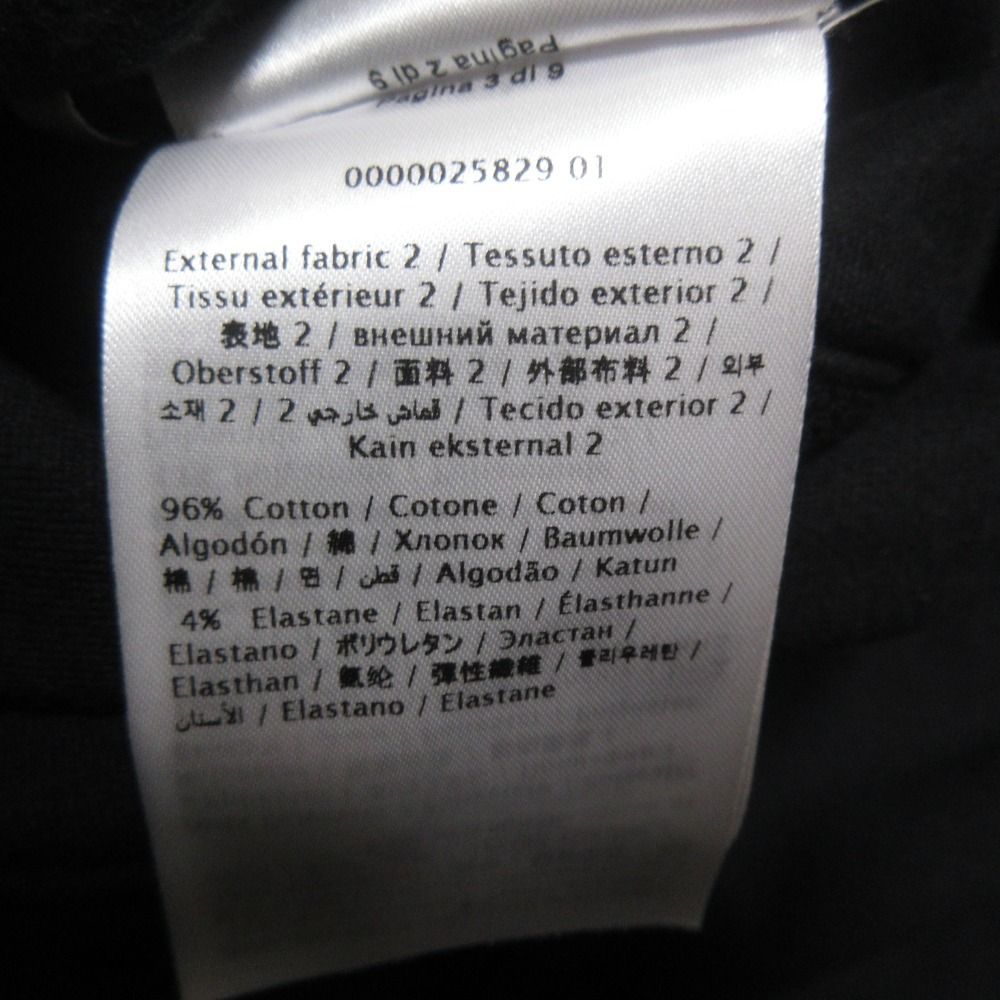 Pagina 2 di 9
Pagina 3 di 9
0000025829 01
External fabric 2 / Tessuto esterno 2 /
Tissu extérieur 2 / Tejido exterior 2 /
表地 2 / внешний материал 2 /
Oberstoff 2 / 面料 2 / 外部布料 2 / 외부
소재 2 / 2 قماش خارجي / Tecido exterior 2 /
Kain eksternal 2
96% Cotton / Cotone / Coton /
Algodón / 綿 / Хлопок / Baumwolle /
棉 / 棉 / 면 / قطن / Algodão / Katun
4% Elastane / Elastan / Élasthanne /
Elastano / ポリウレタン / Эластан /
Elasthan / 氨纶 / 彈性纖維 / 폴리우레탄 /
الأستان / Elastano / Elastane